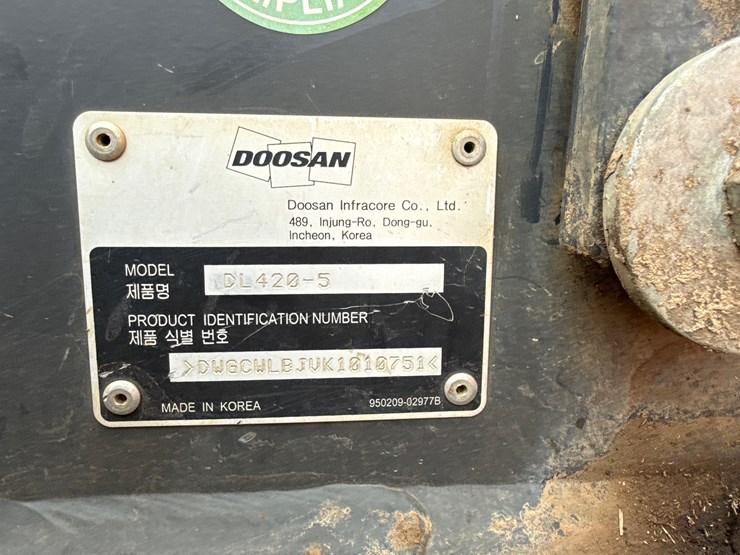 DOOSAN
Doosan Infracore Co., Ltd.
489, Injung-Ro, Dong-gu,
Incheon, Korea
MODEL
제품명
DL420-5
PRODUCT IDENTIFICATION NUMBER
제품 식별 번호
>DWGCWLBJVK1010751<
MADE IN KOREA
950209-02977B